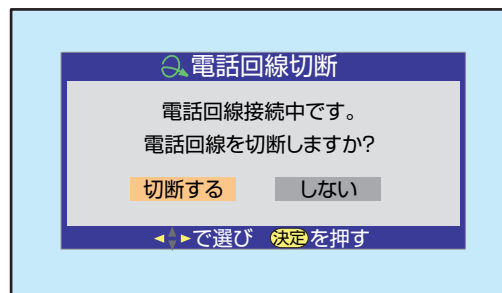 電話回線切断
電話回線接続中です。
電話回線を切断しますか?
切断する しない
で選び 決定を押す